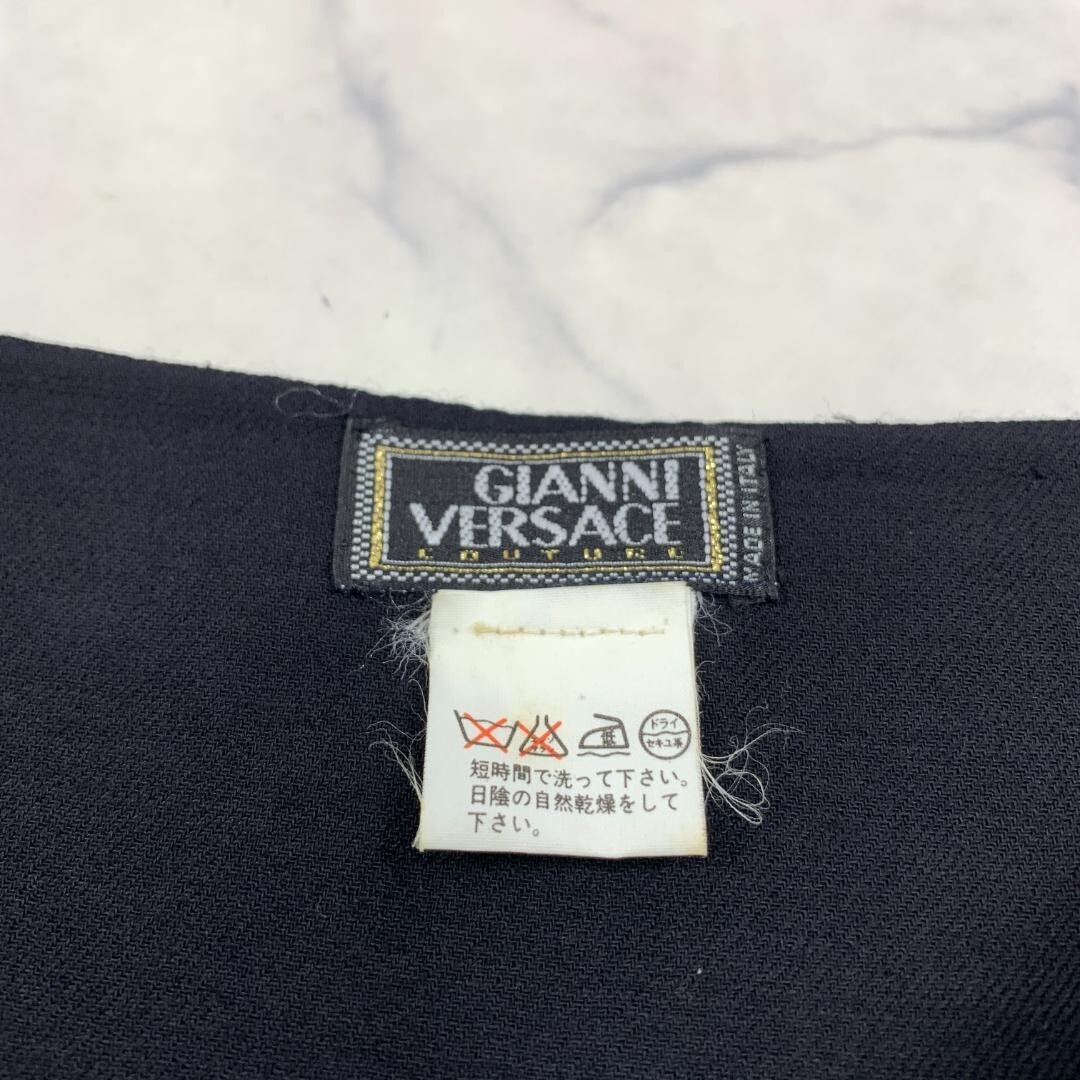 GIANNI
VERSACE
COUTURE
MADE IN ITALY
低
ドライ
セキユ系
短時間で洗って下さい。
日陰の自然乾燥をして
下さい。